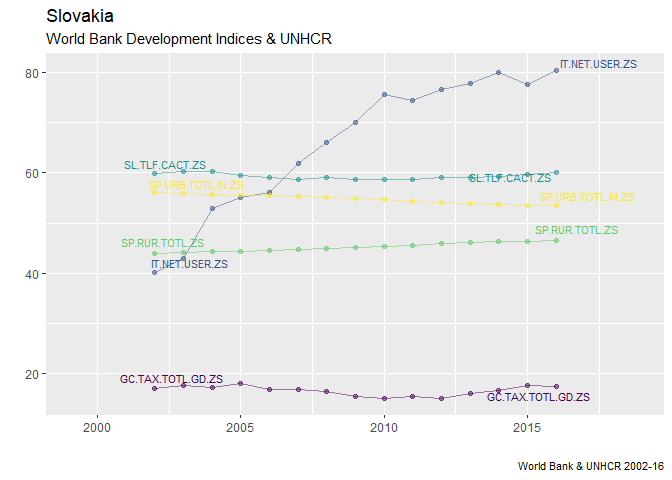 Slovakia
World Bank Development Indices & UNHCR
80
IT.NET.USER.ZS
SL.TLF.CACT.ZS
SL.TLF.CACT.ZS
60
SP.URB.TOTL.IN.ZS
SP.URB.TOTL.IN.ZS
SP.RUR.TOTL.ZS
SP.RUR.TOTL.ZS
IT.NET.USER.ZS
40
GC.TAX.TOTL.GD.ZS
20
GC.TAX.TOTL.GD.ZS
2000 2005 2010 2015
World Bank & UNHCR 2002-16